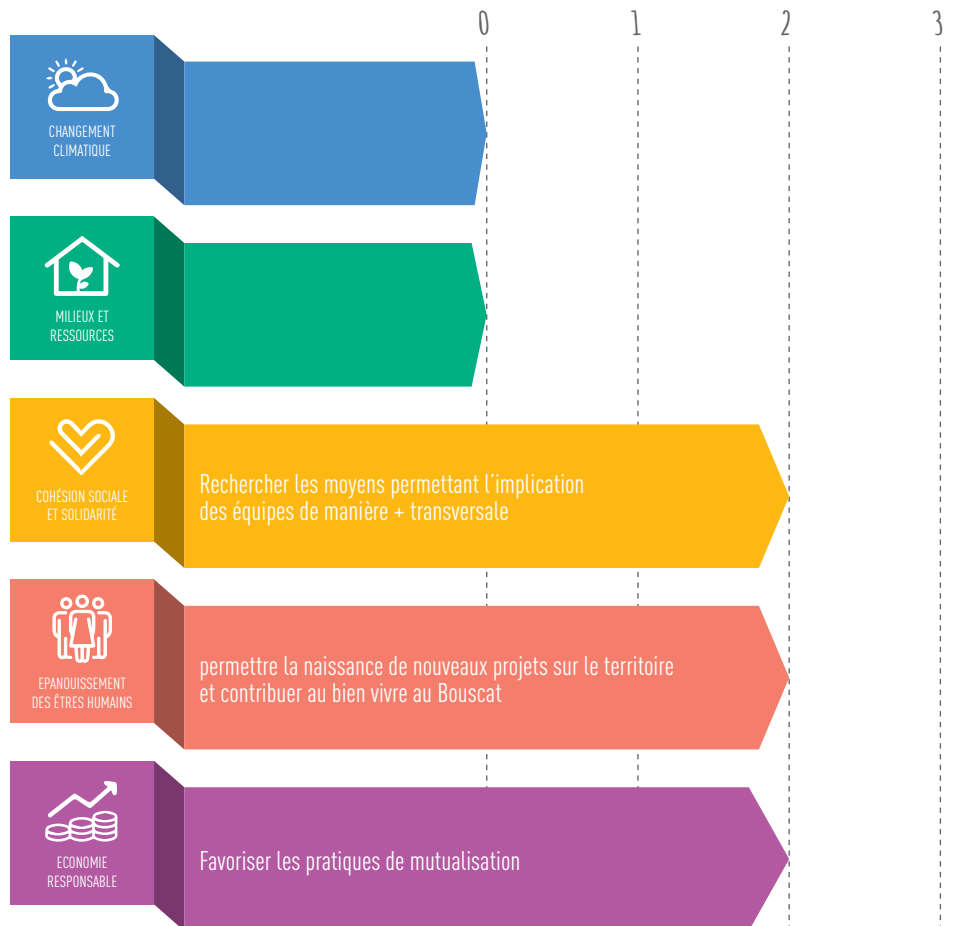 0 1 2 3
CHANGEMENT
CLIMATIQUE
MILIEUX ET
RESSOURCES
COHÉSION SOCIALE
ET SOLIDARITÉ
Rechercher les moyens permettant l'implication
des équipes de manière + transversale
EPANOUISSEMENT
DES ÊTRES HUMAINS
permettre la naissance de nouveaux projets sur le territoire
et contribuer au bien vivre au Bouscat
ECONOMIE
RESPONSABLE
Favoriser les pratiques de mutualisation